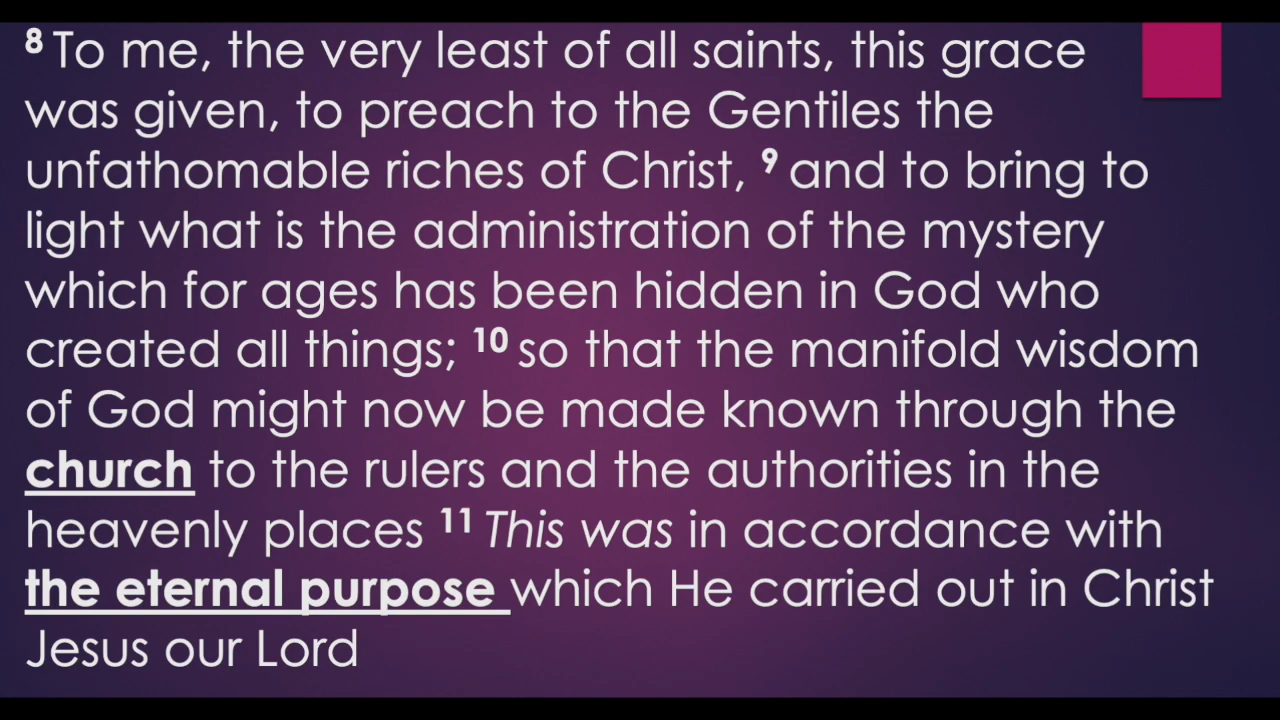 8 To me, the very least of all saints, this grace
was given, to preach to the Gentiles the
unfathomable riches of Christ, 9 and to bring to
light what is the administration of the mystery
which for ages has been hidden in God who
created all things; 10 so that the manifold wisdom
of God might now be made known through the
church to the rulers and the authorities in the
heavenly places 11 This was in accordance with
the eternal purpose which He carried out in Christ
Jesus our Lord